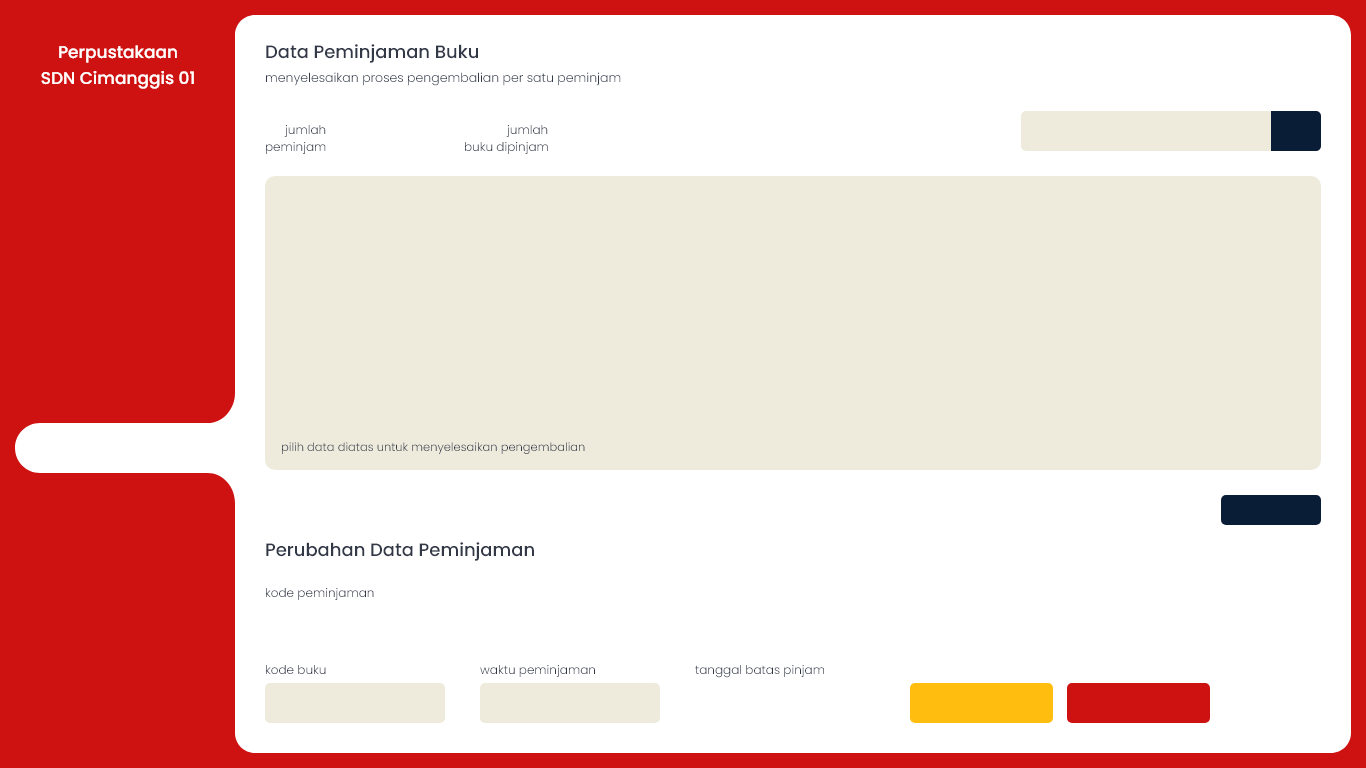 Perpustakaan
SDN Cimanggis 01
Data Peminjaman Buku
menyelesaikan proses pengembalian per satu peminjam
jumlah
peminjam
jumlah
buku dipinjam
pilih data diatas untuk menyelesaikan pengembalian
Perubahan Data Peminjaman
kode peminjaman
kode buku
waktu peminjaman
tanggal batas pinjam